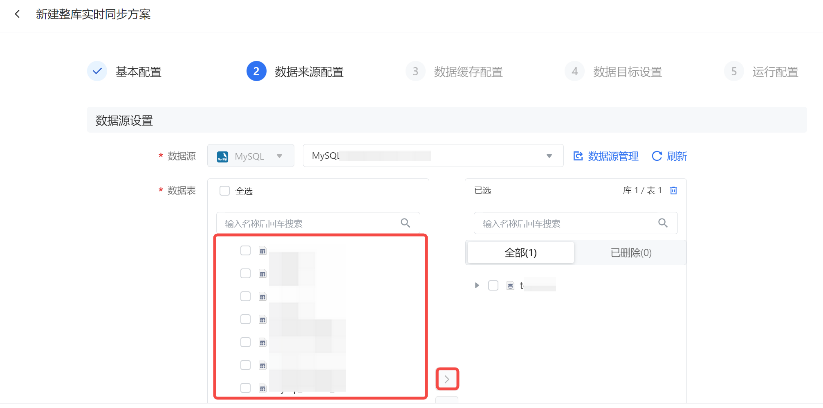 新建整库实时同步方案
基本配置
2 数据来源配置
3 数据缓存配置
4 数据目标设置
5 运行配置
数据源设置
* 数据源
MySQL
MySQL
数据源管理
刷新
* 数据表
全选
已选
库 1 / 表 1
输入名称后回车搜索
输入名称后回车搜索
全部(1)
已删除(0)
t